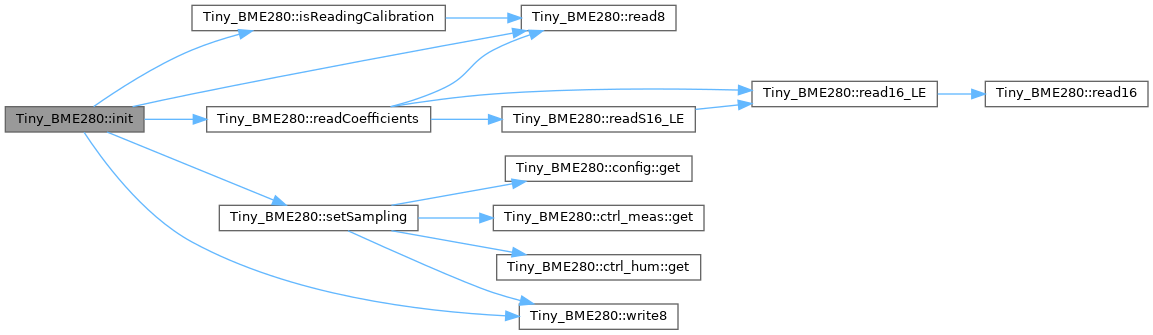 Tiny_BME280::init
Tiny_BME280::isReadingCalibration
Tiny_BME280::read8
Tiny_BME280::readCoefficients
Tiny_BME280::readS16_LE
Tiny_BME280::read16_LE
Tiny_BME280::read16
Tiny_BME280::setSampling
Tiny_BME280::config::get
Tiny_BME280::ctrl_meas::get
Tiny_BME280::ctrl_hum::get
Tiny_BME280::write8